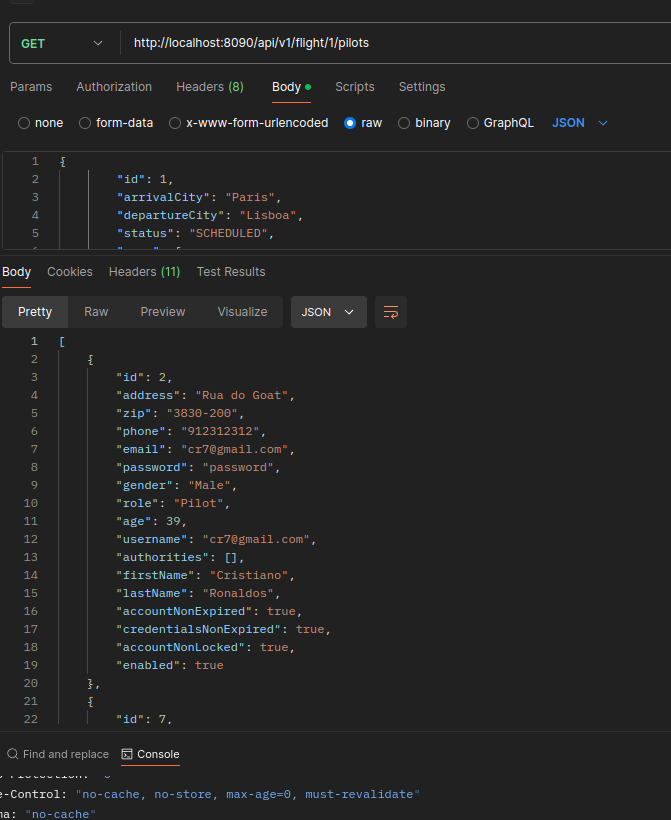 GET http://localhost:8090/api/v1/flight/1/pilots
Params Authorization Headers (8) Body Scripts Settings
none form-data x-www-form-urlencoded raw binary GraphQL JSON
1 {
2 "id": 1,
3 "arrivalCity": "Paris",
4 "departureCity": "Lisboa",
5 "status": "SCHEDULED",
Body Cookies Headers (11) Test Results
Pretty Raw Preview Visualize JSON
1 [
2 {
3 "id": 2,
4 "address": "Rua do Goat",
5 "zip": "3830-200",
6 "phone": "912312312",
7 "email": "cr7@gmail.com",
8 "password": "password",
9 "gender": "Male",
10 "role": "Pilot",
11 "age": 39,
12 "username": "cr7@gmail.com",
13 "authorities": [],
14 "firstName": "Cristiano",
15 "lastName": "Ronaldos",
16 "accountNonExpired": true,
17 "credentialsNonExpired": true,
18 "accountNonLocked": true,
19 "enabled": true
20 },
21 {
22 "id": 7,
Find and replace Console
e-Control: "no-cache, no-store, max-age=0, must-revalidate"
ma: "no-cache"